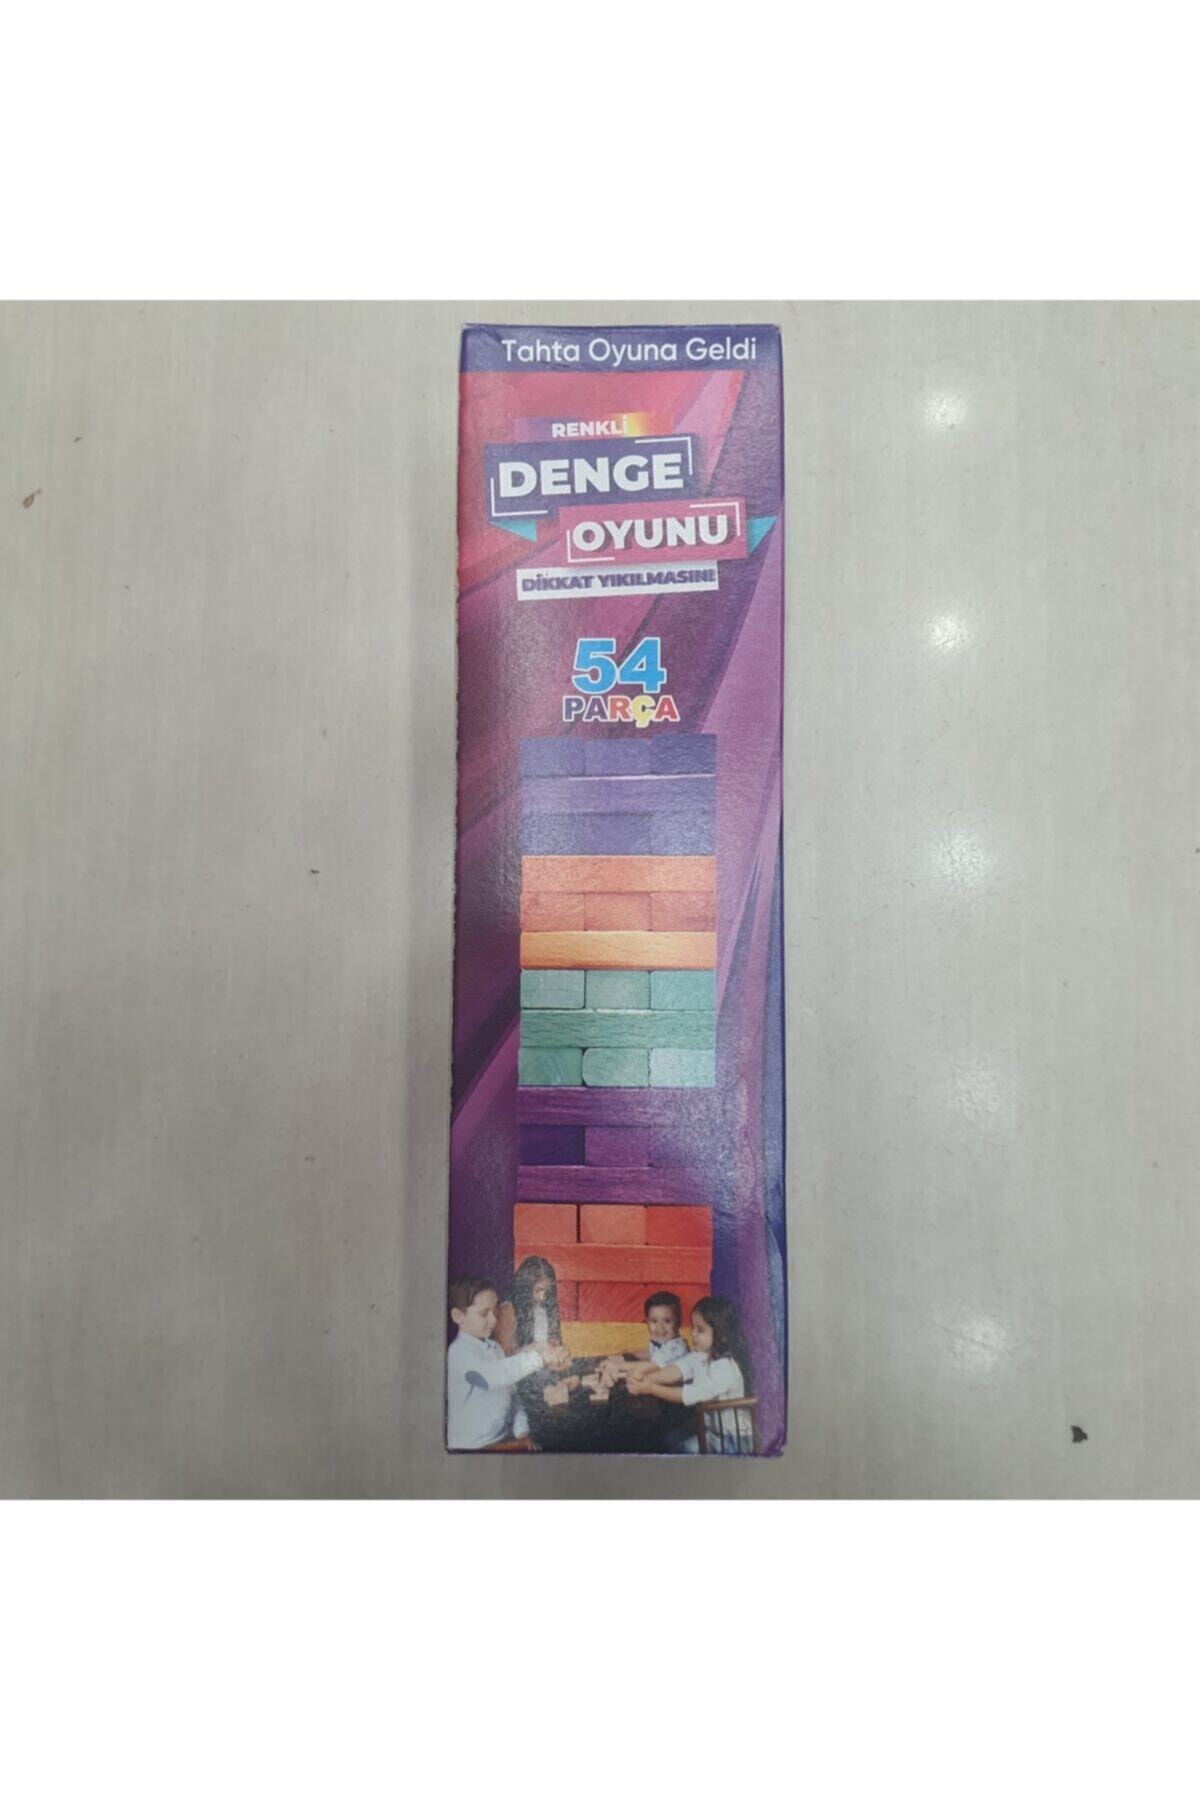 Tahta Oyuna Geldi
RENKLİ
DENGE
OYUNU
DİKKAT YIKILMASIN!
54
PARÇA